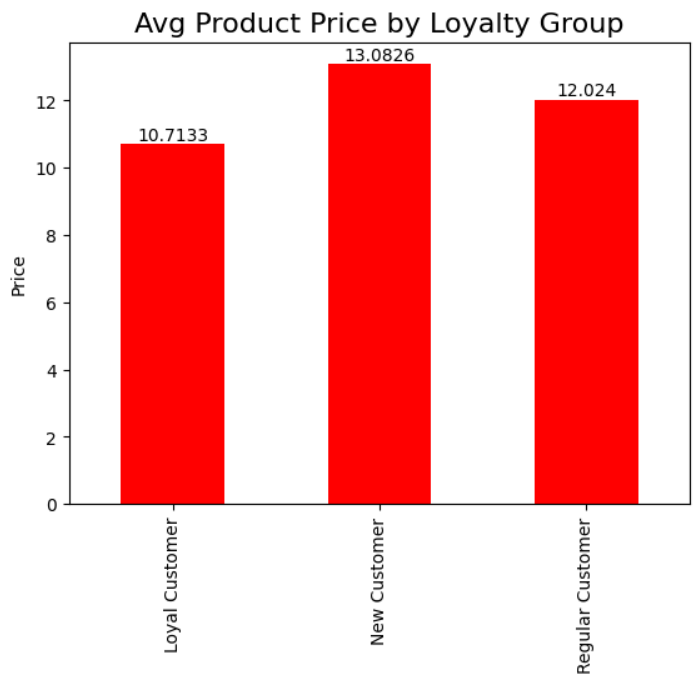 Avg Product Price by Loyalty Group
13.0826
12.024
10.7133
12
10
8
6
4
2
0
Price
Loyal Customer
New Customer
Regular Customer